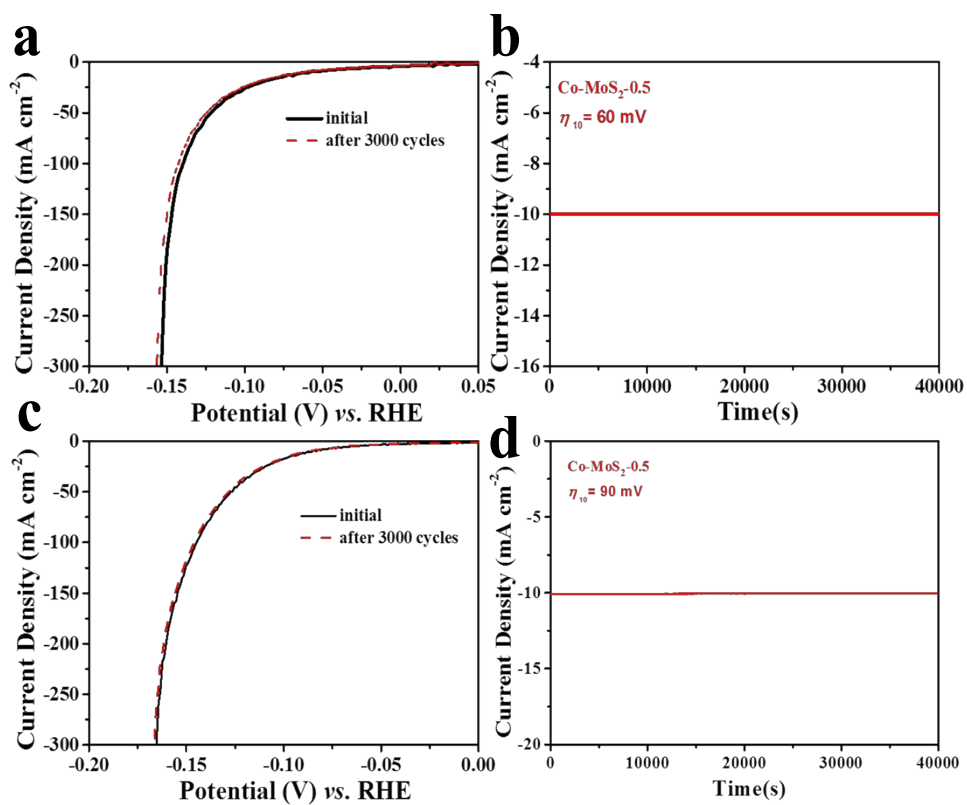 a
Current Density (mA cm-2)
0
-50
-100
-150
-200
-250
-300
initial
after 3000 cycles
-0.20 -0.15 -0.10 -0.05 0.00 0.05
Potential (V) vs. RHE
b
Current Density (mA cm-2)
-4
-6
-8
-10
-12
-14
-16
Co-MoS2-0.5
η10= 60 mV
0 10000 20000 30000 40000
Time(s)
c
Current Density (mA cm-2)
0
-50
-100
-150
-200
-250
-300
initial
after 3000 cycles
-0.20 -0.15 -0.10 -0.05 0.00
Potential (V) vs. RHE
d
Current Density (mA cm-2)
0
-5
-10
-15
-20
Co-MoS2-0.5
η10= 90 mV
0 10000 20000 30000 40000
Time(s)